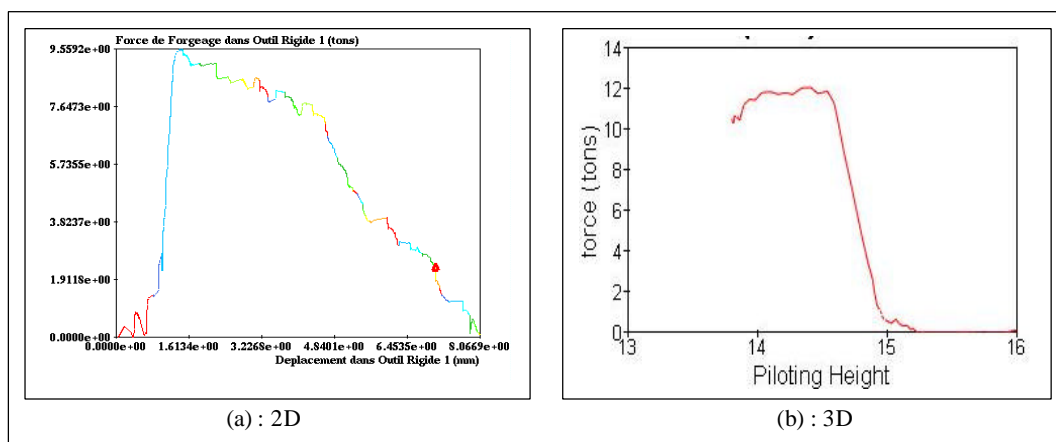 Force de Forgeage dans Outil Rigide 1 (tons)
9.5592e+00
7.6473e+00
5.7355e+00
3.8237e+00
1.9118e+00
0.0000e+00
0.0000e+00 1.6134e+00 3.2268e+00 4.8401e+00 6.4535e+00 8.0669e+00
Deplacement dans Outil Rigide 1 (mm)
(a) : 2D
force (tons)
14
12
10
8
6
4
2
0
13 14 15 16
Piloting Height
(b) : 3D